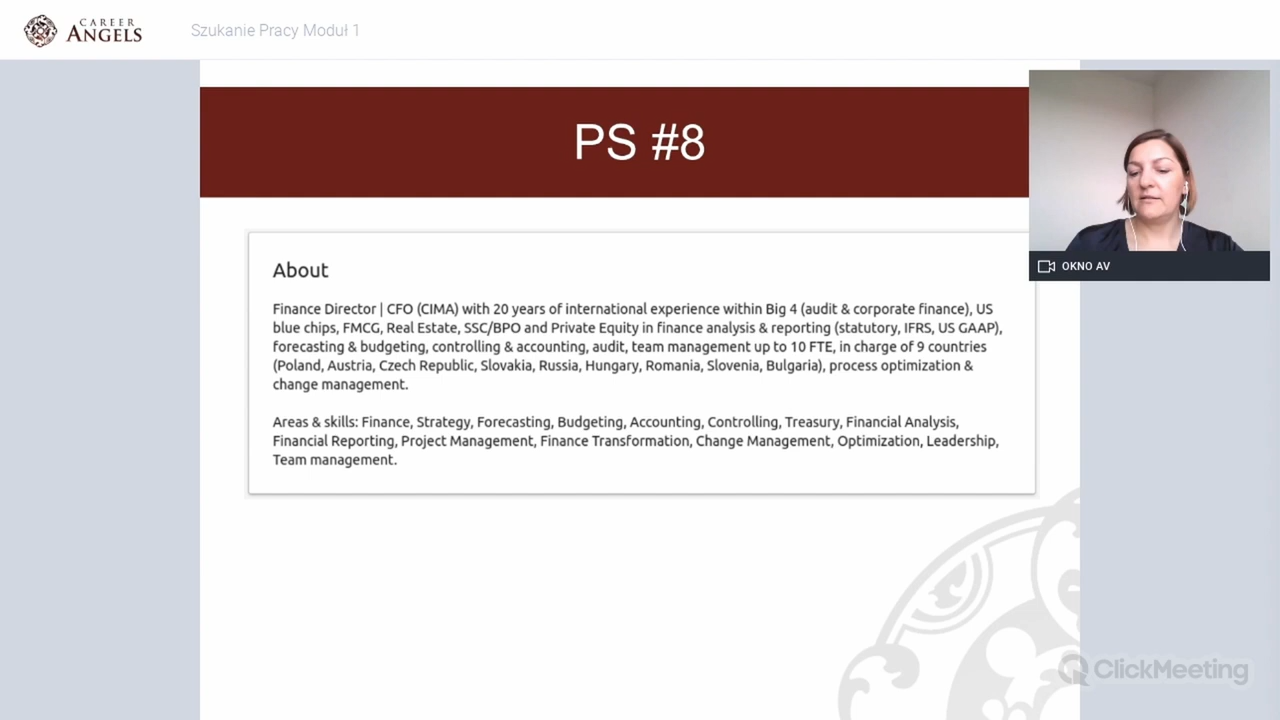 CAREER
ANGELS
Szukanie Pracy Moduł 1
PS #8
OKNO AV
About
Finance Director | CFO (CIMA) with 20 years of international experience within Big 4 (audit & corporate finance), US
blue chips, FMCG, Real Estate, SSC/BPO and Private Equity in finance analysis & reporting (statutory, IFRS, US GAAP),
forecasting & budgeting, controlling & accounting, audit, team management up to 10 FTE, in charge of 9 countries
(Poland, Austria, Czech Republic, Slovakia, Russia, Hungary, Romania, Slovenia, Bulgaria), process optimization &
change management.
Areas & skills: Finance, Strategy, Forecasting, Budgeting, Accounting, Controlling, Treasury, Financial Analysis,
Financial Reporting, Project Management, Finance Transformation, Change Management, Optimization, Leadership,
Team management.
ClickMeeting